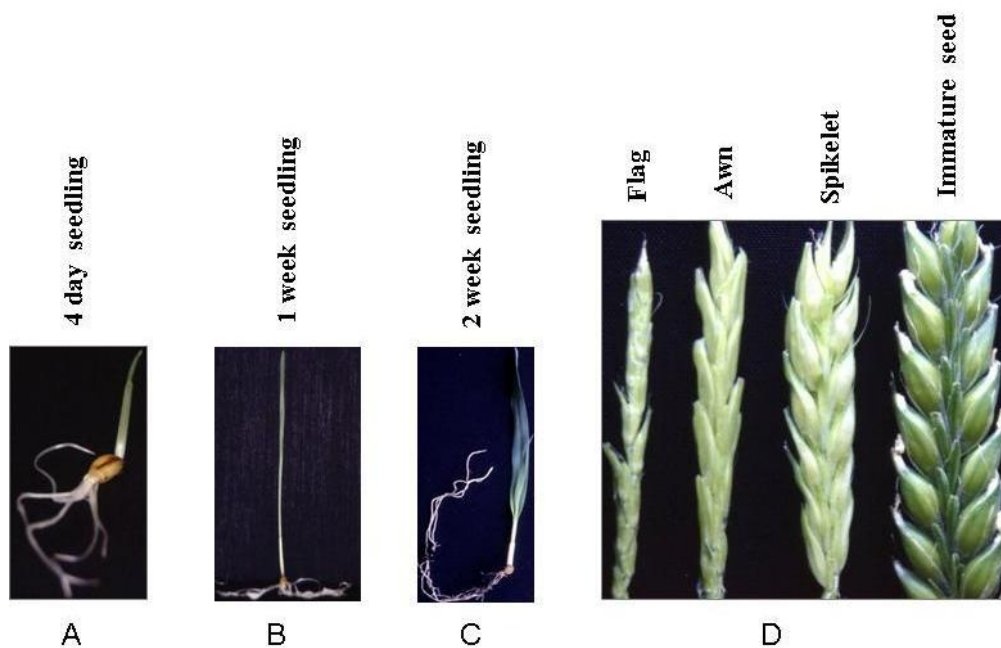 4 day seedling
1 week seedling
2 week seedling
Flag
Awn
Spikelet
Immature seed
A
B
C
D